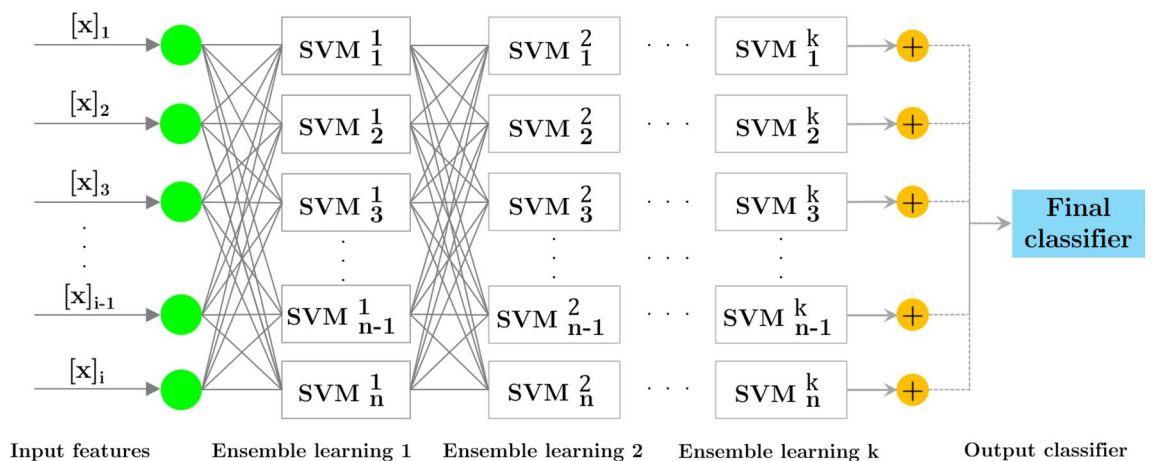 [x]1 SVM 1 1 SVM 2 1 . . . SVM k 1 +
[x]2 SVM 1 2 SVM 2 2 . . . SVM k 2 +
[x]3 SVM 1 3 SVM 2 3 . . . SVM k 3 +
Final
classifier
[x]i-1 SVM 1 n-1 SVM 2 n-1 . . . SVM k n-1 +
[x]i SVM 1 n SVM 2 n . . . SVM k n +
Input features Ensemble learning 1 Ensemble learning 2 Ensemble learning k Output classifier